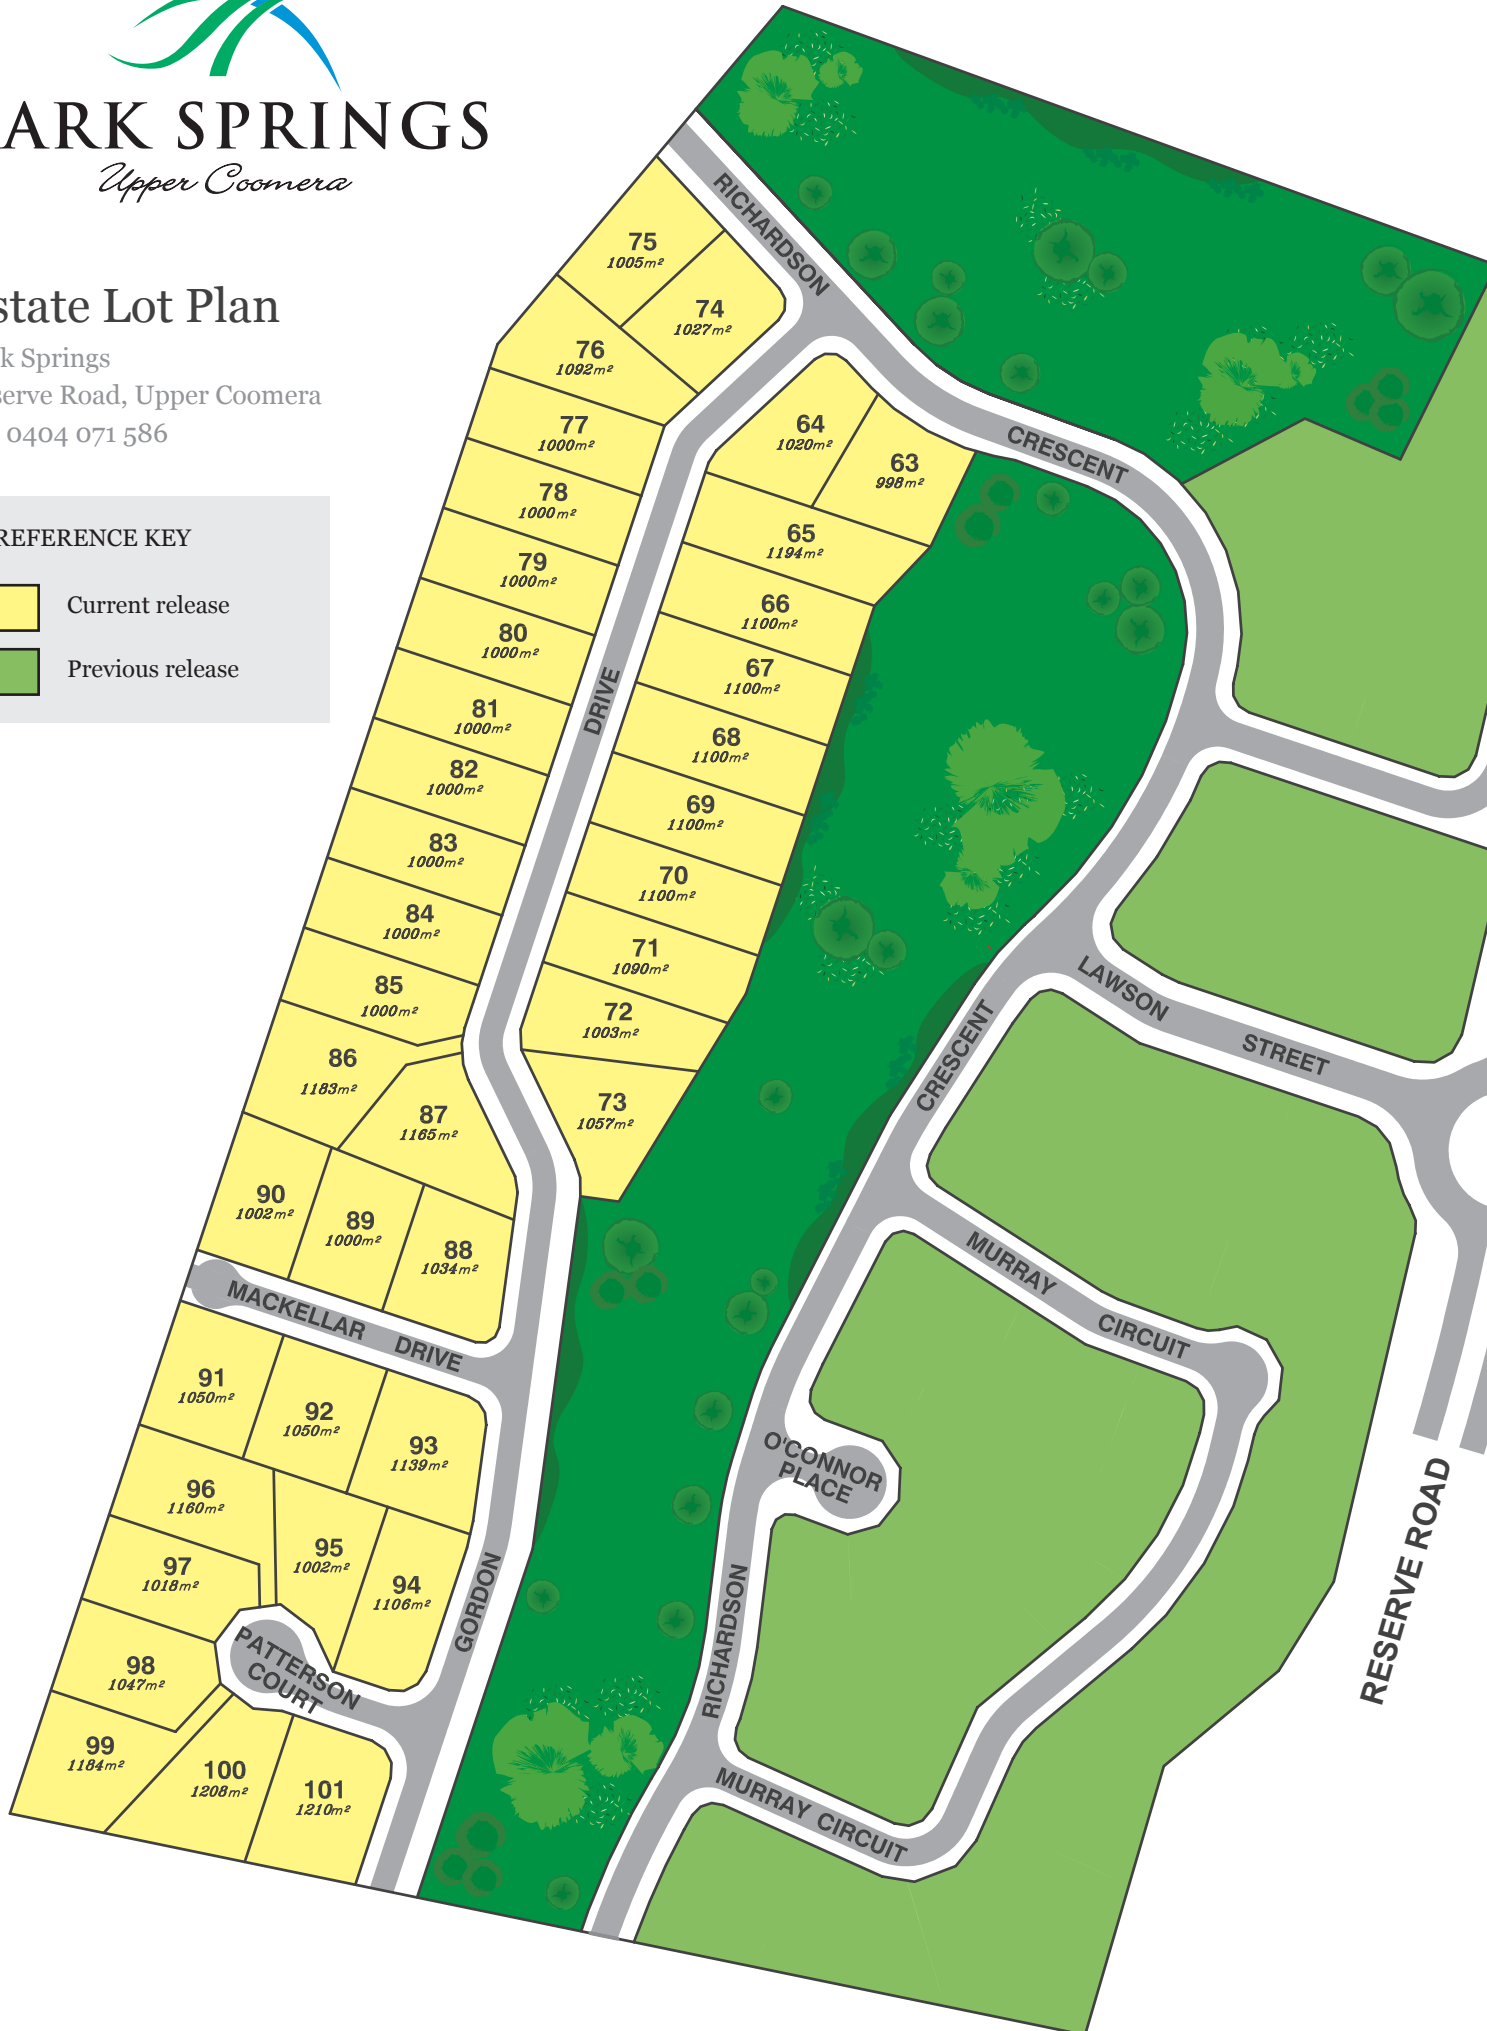 ARK SPRINGS
Upper Coomera
state Lot Plan
k Springs
serve Road, Upper Coomera
0404 071 586
REFERENCE KEY
Current release
Previous release
RICHARDSON
CRESCENT
75
1005m²
74
1027m²
76
1092m²
77
1000m²
78
1000m²
79
1000m²
80
1000m²
81
1000m²
82
1000m²
83
1000m²
84
1000m²
85
1000m²
86
1183m²
87
1165m²
64
1020m²
63
998m²
65
1194m²
66
1100m²
67
1100m²
68
1100m²
69
1100m²
70
1100m²
71
1090m²
72
1003m²
73
1057m²
DRIVE
90
1002m²
89
1000m²
88
1034m²
MACKELLAR DRIVE
91
1050m²
92
1050m²
93
1139m²
96
1160m²
95
1002m²
94
1106m²
97
1018m²
98
1047m²
99
1184m²
100
1208m²
101
1210m²
PATTERSON
COURT
GORDON
LAWSON
STREET
CRESCENT
MURRAY
CIRCUIT
O'CONNOR
PLACE
RICHARDSON
MURRAY CIRCUIT
RESERVE ROAD